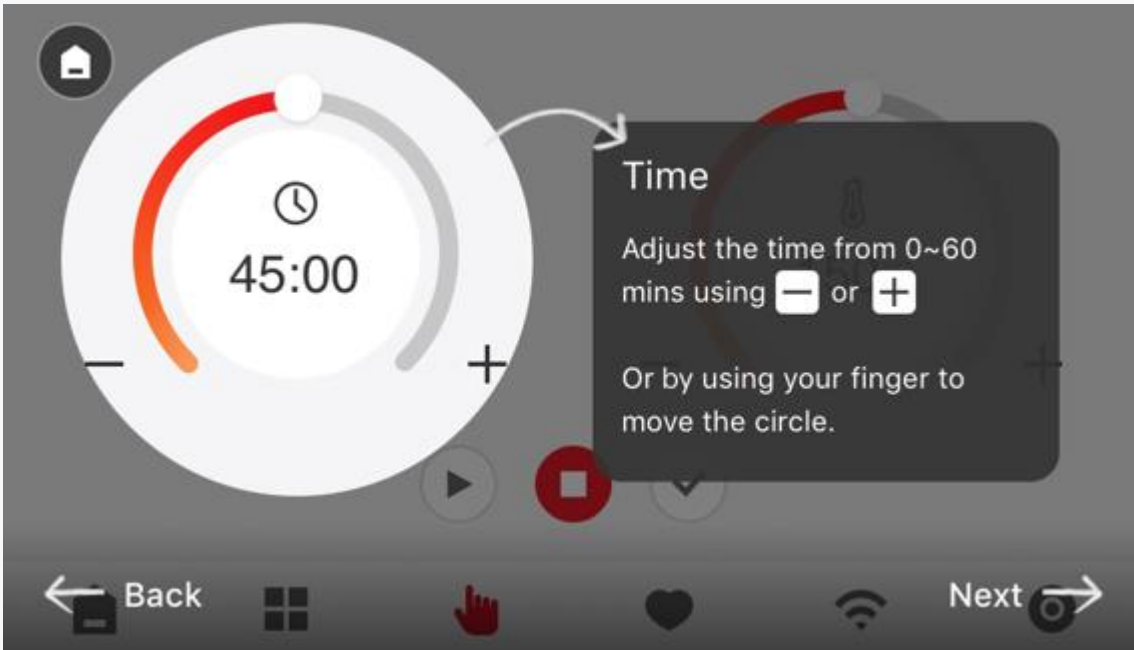 45:00
Time
Adjust the time from 0~60
mins using − or +
Or by using your finger to
move the circle.
− +
Back
Next